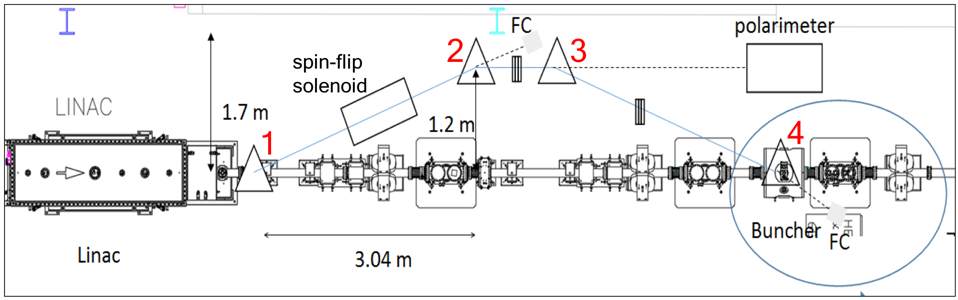 FC
2
3
polarimeter
spin-flip
solenoid
LINAC
1.7 m
1
1.2 m
4
Linac
3.04 m
Buncher
FC